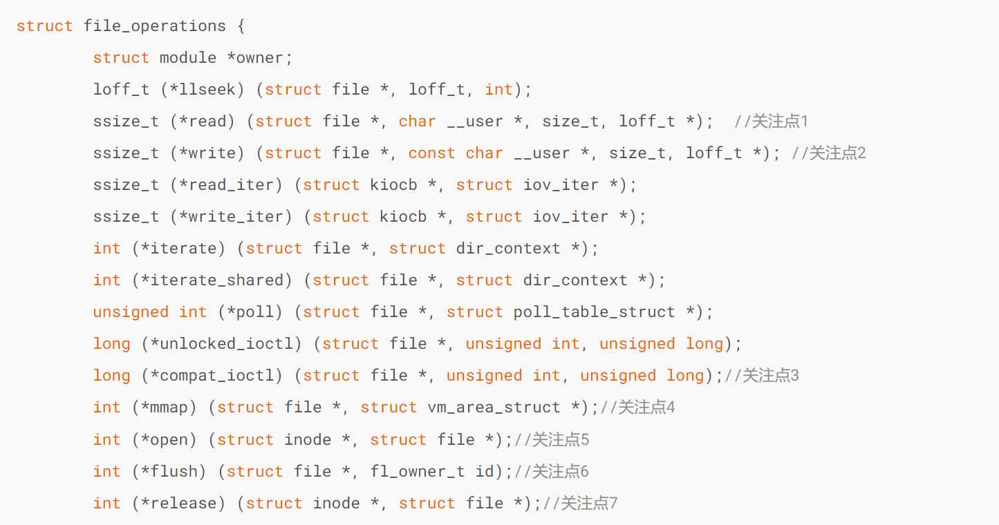 struct file_operations {
struct module *owner;
loff_t (*llseek) (struct file *, loff_t, int);
ssize_t (*read) (struct file *, char __user *, size_t, loff_t *);  //关注点1
ssize_t (*write) (struct file *, const char __user *, size_t, loff_t *); //关注点2
ssize_t (*read_iter) (struct kiocb *, struct iov_iter *);
ssize_t (*write_iter) (struct kiocb *, struct iov_iter *);
int (*iterate) (struct file *, struct dir_context *);
int (*iterate_shared) (struct file *, struct dir_context *);
unsigned int (*poll) (struct file *, struct poll_table_struct *);
long (*unlocked_ioctl) (struct file *, unsigned int, unsigned long);
long (*compat_ioctl) (struct file *, unsigned int, unsigned long);//关注点3
int (*mmap) (struct file *, struct vm_area_struct *);//关注点4
int (*open) (struct inode *, struct file *);//关注点5
int (*flush) (struct file *, fl_owner_t id);//关注点6
int (*release) (struct inode *, struct file *);//关注点7